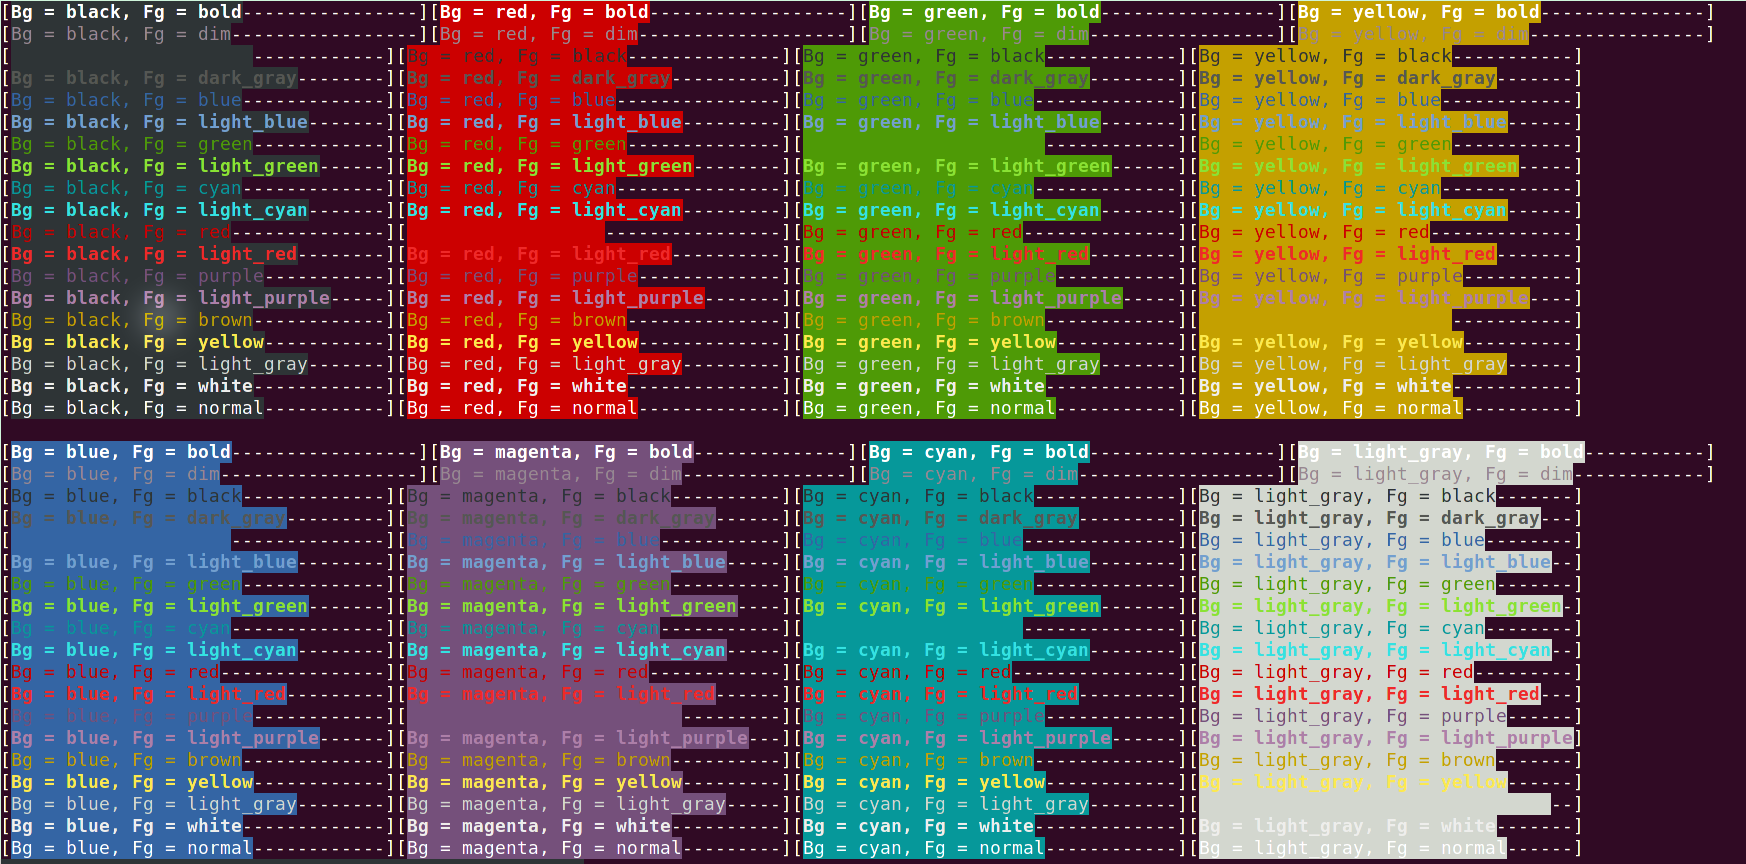 [Bg = black, Fg = bold----------------][Bg = red, Fg = bold------------------][Bg = green, Fg = bold----------------][Bg = yellow, Fg = bold---------------]
[Bg = black, Fg = dim-----------------][Bg = red, Fg = dim-------------------][Bg = green, Fg = dim-----------------][Bg = yellow, Fg = dim----------------]
[------------][Bg = red, Fg = black--------------][Bg = green, Fg = black------------][Bg = yellow, Fg = black-----------]
[Bg = black, Fg = dark_gray--------][Bg = red, Fg = dark_gray----------][Bg = green, Fg = dark_gray--------][Bg = yellow, Fg = dark_gray-------]
[Bg = black, Fg = blue-------------][Bg = red, Fg = blue---------------][Bg = green, Fg = blue-------------][Bg = yellow, Fg = blue------------]
[Bg = black, Fg = light_blue-------][Bg = red, Fg = light_blue---------][Bg = green, Fg = light_blue-------][Bg = yellow, Fg = light_blue------]
[Bg = black, Fg = green------------][Bg = red, Fg = green--------------][------------][Bg = yellow, Fg = green-----------]
[Bg = black, Fg = light_green------][Bg = red, Fg = light_green--------][Bg = green, Fg = light_green------][Bg = yellow, Fg = light_green-----]
[Bg = black, Fg = cyan-------------][Bg = red, Fg = cyan---------------][Bg = green, Fg = cyan-------------][Bg = yellow, Fg = cyan------------]
[Bg = black, Fg = light_cyan-------][Bg = red, Fg = light_cyan---------][Bg = green, Fg = light_cyan-------][Bg = yellow, Fg = light_cyan------]
[Bg = black, Fg = red--------------][----------------][Bg = green, Fg = red--------------][Bg = yellow, Fg = red-------------]
[Bg = black, Fg = light_red--------][Bg = red, Fg = light_red----------][Bg = green, Fg = light_red--------][Bg = yellow, Fg = light_red-------]
[Bg = black, Fg = purple-----------][Bg = red, Fg = purple-------------][Bg = green, Fg = purple-----------][Bg = yellow, Fg = purple----------]
[Bg = black, Fg = light_purple-----][Bg = red, Fg = light_purple-------][Bg = green, Fg = light_purple-----][Bg = yellow, Fg = light_purple----]
[Bg = black, Fg = brown------------][Bg = red, Fg = brown--------------][Bg = green, Fg = brown------------][-----------]
[Bg = black, Fg = yellow-----------][Bg = red, Fg = yellow-------------][Bg = green, Fg = yellow-----------][Bg = yellow, Fg = yellow----------]
[Bg = black, Fg = light_gray-------][Bg = red, Fg = light_gray---------][Bg = green, Fg = light_gray-------][Bg = yellow, Fg = light_gray------]
[Bg = black, Fg = white------------][Bg = red, Fg = white--------------][Bg = green, Fg = white------------][Bg = yellow, Fg = white-----------]
[Bg = black, Fg = normal-----------][Bg = red, Fg = normal-------------][Bg = green, Fg = normal-----------][Bg = yellow, Fg = normal----------]
[Bg = blue, Fg = bold-----------------][Bg = magenta, Fg = bold--------------][Bg = cyan, Fg = bold-----------------][Bg = light_gray, Fg = bold-----------]
[Bg = blue, Fg = dim------------------][Bg = magenta, Fg = dim---------------][Bg = cyan, Fg = dim------------------][Bg = light_gray, Fg = dim------------]
[Bg = blue, Fg = black-------------][Bg = magenta, Fg = black----------][Bg = cyan, Fg = black-------------][Bg = light_gray, Fg = black-------]
[Bg = blue, Fg = dark_gray---------][Bg = magenta, Fg = dark_gray------][Bg = cyan, Fg = dark_gray---------][Bg = light_gray, Fg = dark_gray---]
[--------------][Bg = magenta, Fg = blue-----------][Bg = cyan, Fg = blue--------------][Bg = light_gray, Fg = blue--------]
[Bg = blue, Fg = light_blue--------][Bg = magenta, Fg = light_blue-----][Bg = cyan, Fg = light_blue--------][Bg = light_gray, Fg = light_blue--]
[Bg = blue, Fg = green-------------][Bg = magenta, Fg = green----------][Bg = cyan, Fg = green-------------][Bg = light_gray, Fg = green-------]
[Bg = blue, Fg = light_green-------][Bg = magenta, Fg = light_green----][Bg = cyan, Fg = light_green-------][Bg = light_gray, Fg = light_green-]
[Bg = blue, Fg = cyan--------------][Bg = magenta, Fg = cyan-----------][--------------][Bg = light_gray, Fg = cyan--------]
[Bg = blue, Fg = light_cyan--------][Bg = magenta, Fg = light_cyan-----][Bg = cyan, Fg = light_cyan--------][Bg = light_gray, Fg = light_cyan--]
[Bg = blue, Fg = red---------------][Bg = magenta, Fg = red------------][Bg = cyan, Fg = red---------------][Bg = light_gray, Fg = red---------]
[Bg = blue, Fg = light_red---------][Bg = magenta, Fg = light_red------][Bg = cyan, Fg = light_red---------][Bg = light_gray, Fg = light_red---]
[Bg = blue, Fg = purple------------][---------][Bg = cyan, Fg = purple------------][Bg = light_gray, Fg = purple------]
[Bg = blue, Fg = light_purple------][Bg = magenta, Fg = light_purple---][Bg = cyan, Fg = light_purple------][Bg = light_gray, Fg = light_purple]
[Bg = blue, Fg = brown-------------][Bg = magenta, Fg = brown----------][Bg = cyan, Fg = brown-------------][Bg = light_gray, Fg = brown-------]
[Bg = blue, Fg = yellow------------][Bg = magenta, Fg = yellow---------][Bg = cyan, Fg = yellow------------][Bg = light_gray, Fg = yellow------]
[Bg = blue, Fg = light_gray--------][Bg = magenta, Fg = light_gray-----][Bg = cyan, Fg = light_gray--------][--]
[Bg = blue, Fg = white-------------][Bg = magenta, Fg = white----------][Bg = cyan, Fg = white-------------][Bg = light_gray, Fg = white-------]
[Bg = blue, Fg = normal------------][Bg = magenta, Fg = normal---------][Bg = cyan, Fg = normal------------][Bg = light_gray, Fg = normal------]